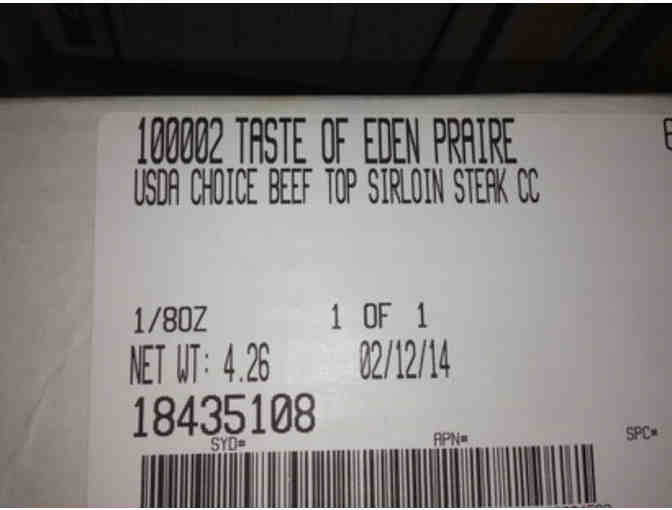 100002 TASTE OF EDEN PRAIRE
USDA CHOICE BEEF TOP SIRLOIN STEAK CC
1/8OZ 1 OF 1
NET WT: 4.26 02/12/14
18435108
SYD= APN= SPC=